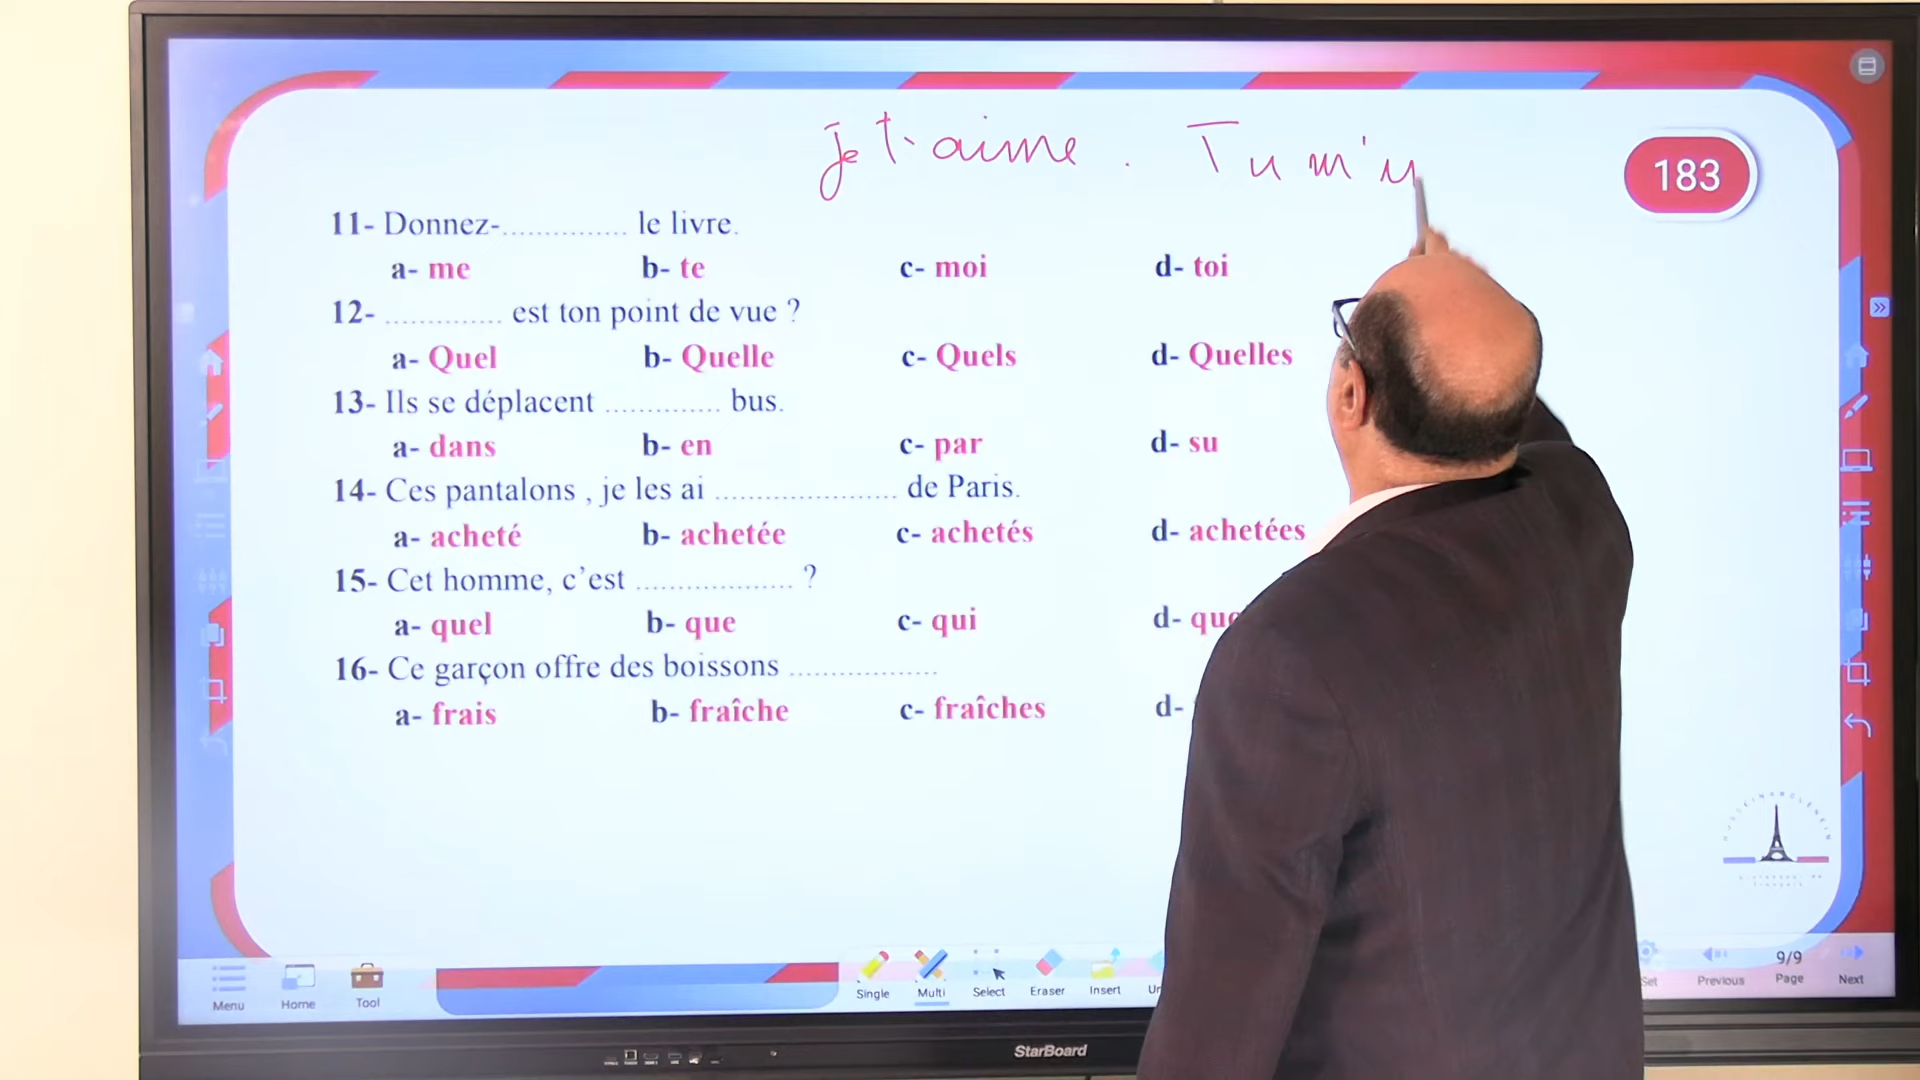 je t'aime . Tu m'
183
11- Donnez-............... le livre.
a- me b- te c- moi d- toi
12- .............. est ton point de vue ?
a- Quel b- Quelle c- Quels d- Quelles
13- Ils se déplacent .............. bus.
a- dans b- en c- par d- su
14- Ces pantalons , je les ai ...................... de Paris.
a- acheté b- achetée c- achetés d- achetées
15- Cet homme, c'est ................... ?
a- quel b- que c- qui d-
16- Ce garçon offre des boissons ..................
a- frais b- fraîche c- fraîches d-
Menu Home Tool Single Multi Select Eraser Insert Set Previous 9/9 Page Next
StarBoard